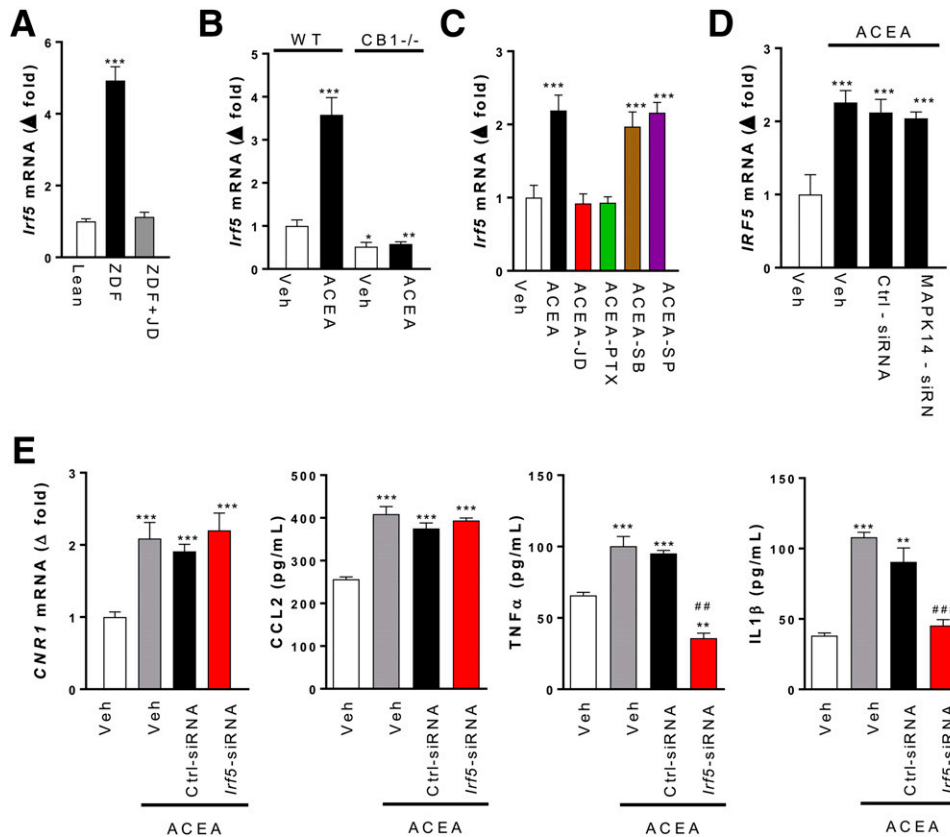 A
Irf5 mRNA (▲ fold)
6
4
2
0
***
Lean
ZDF
ZDF+JD
B
WT
CB1-/-
Irf5 mRNA (▲ fold)
5
4
3
2
1
0
***
*
**
Veh
ACEA
Veh
ACEA
C
Irf5 mRNA (▲ fold)
3
2
1
0
***
***
***
Veh
ACEA
ACEA-JD
ACEA-PTX
ACEA-SB
ACEA-SP
D
ACEA
IRF5 mRNA (▲ fold)
3
2
1
0
***
***
***
Veh
Veh
Ctrl - siRNA
MAPK14 - siRN
E
CNR1 mRNA (Δ fold)
3
2
1
0
***
***
***
Veh
Veh
Ctrl-siRNA
Irf5-siRNA
ACEA
CCL2 (pg/mL)
500
400
300
200
100
0
***
***
***
Veh
Veh
Ctrl-siRNA
Irf5-siRNA
ACEA
TNFα (pg/mL)
150
100
50
0
***
***
##
**
Veh
Veh
Ctrl-siRNA
Irf5-siRNA
ACEA
IL1β (pg/mL)
150
100
50
0
***
**
###
Veh
Veh
Ctrl-siRNA
Irf5-siRNA
ACEA